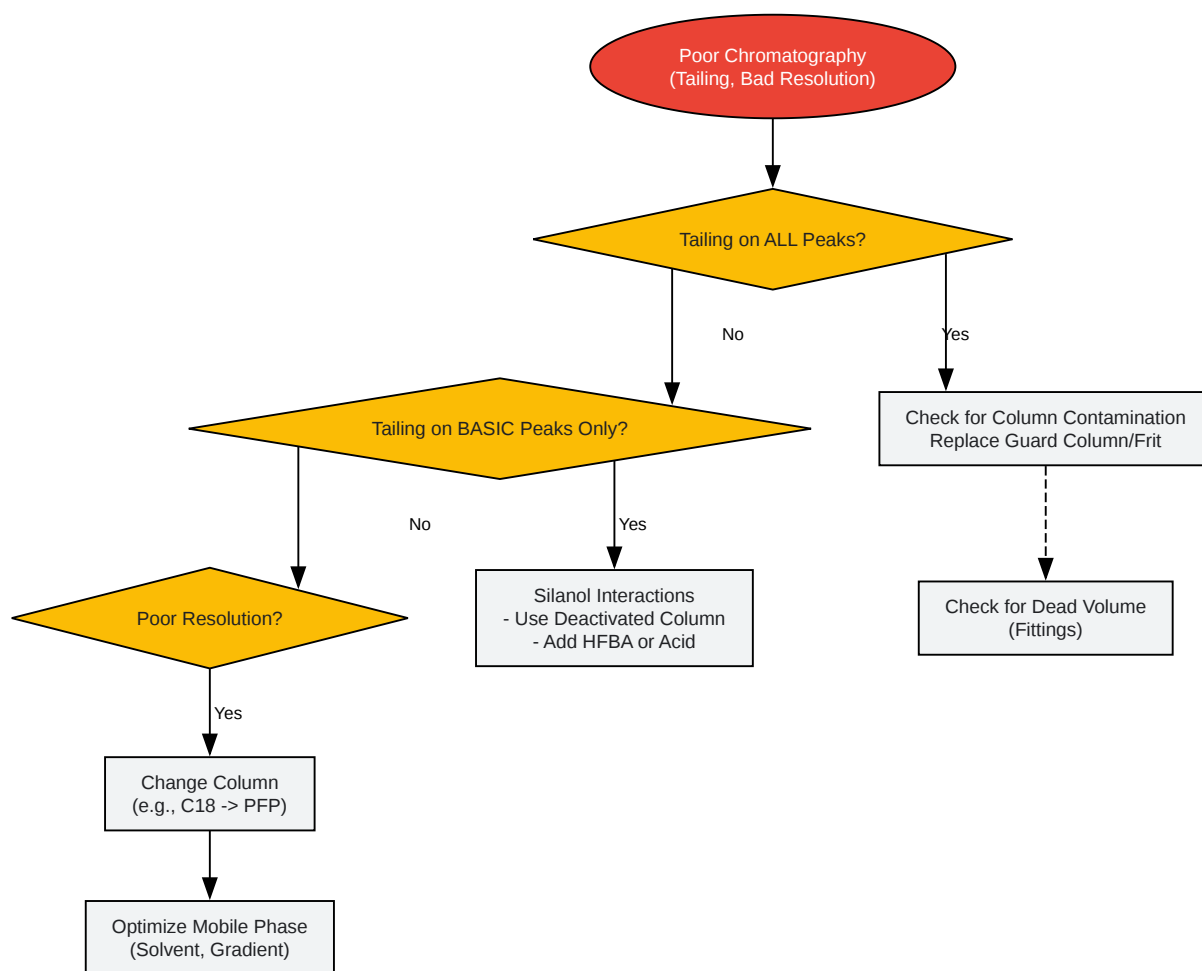 Poor Chromatography
(Tailing, Bad Resolution)
Tailing on ALL Peaks?
No
Yes
Tailing on BASIC Peaks Only?
Check for Column Contamination
Replace Guard Column/Frit
No
Yes
Poor Resolution?
Silanol Interactions
- Use Deactivated Column
- Add HFBA or Acid
Check for Dead Volume
(Fittings)
Yes
Change Column
(e.g., C18 -> PFP)
Optimize Mobile Phase
(Solvent, Gradient)